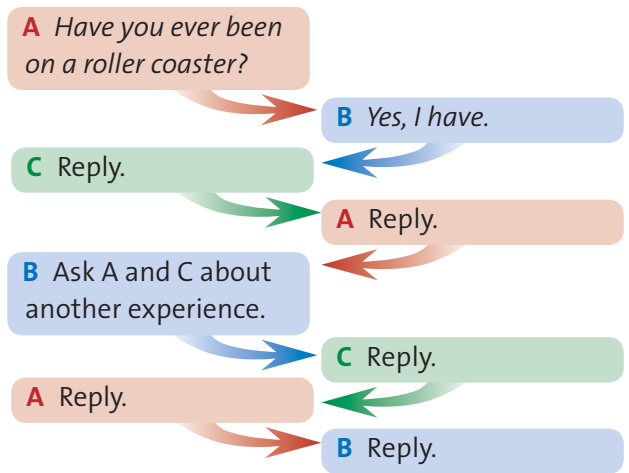 A Have you ever been
on a roller coaster?
B Yes, I have.
C Reply.
A Reply.
B Ask A and C about
another experience.
C Reply.
A Reply.
B Reply.